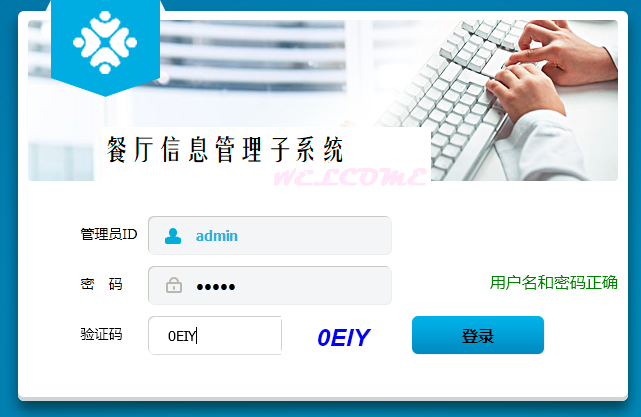 餐厅信息管理子系统
WELCOME
管理员ID admin
密 码 •••••
用户名和密码正确
验证码 0EIY 0EIY 登录